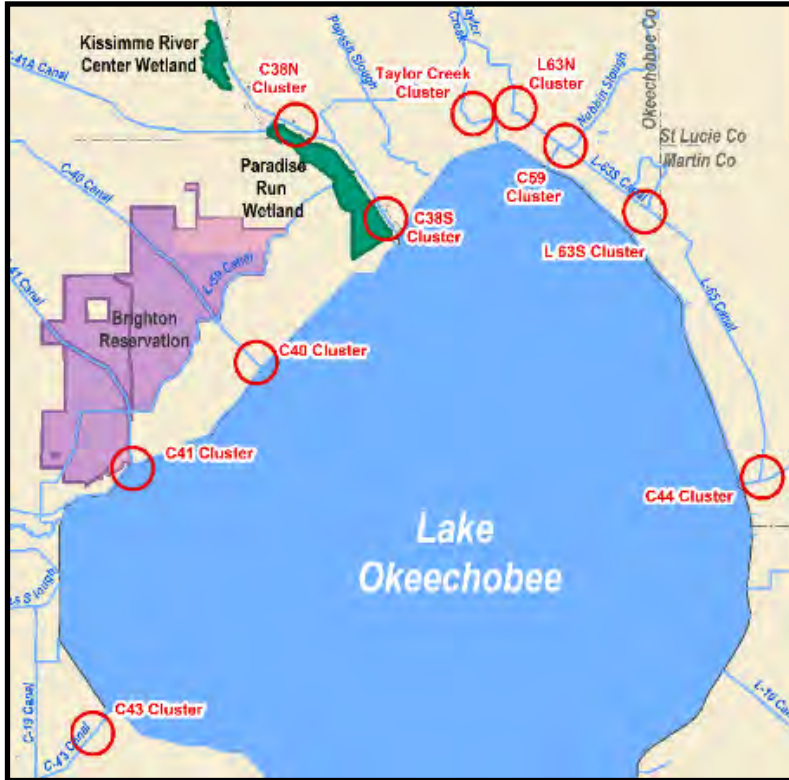 Kissimme River
Center Wetland
C38N
Cluster
Popash Slough
Taylor
Creek
Taylor Creek
Cluster
L63N
Cluster
Nubbin Slough
Okeechobee Co
St Lucie Co
Martin Co
C-41A Canal
C-40 Canal
Paradise
Run
Wetland
C59
Cluster
L-63S Canal
C38S
Cluster
L 63S Cluster
L-59 Canal
C-41 Canal
Brighton
Reservation
L-65 Canal
C40 Cluster
C41 Cluster
C44 Cluster
Lake
Okeechobee
Slough
C-19 Canal
C43 Cluster
C-43 Canal
L-10 Canal